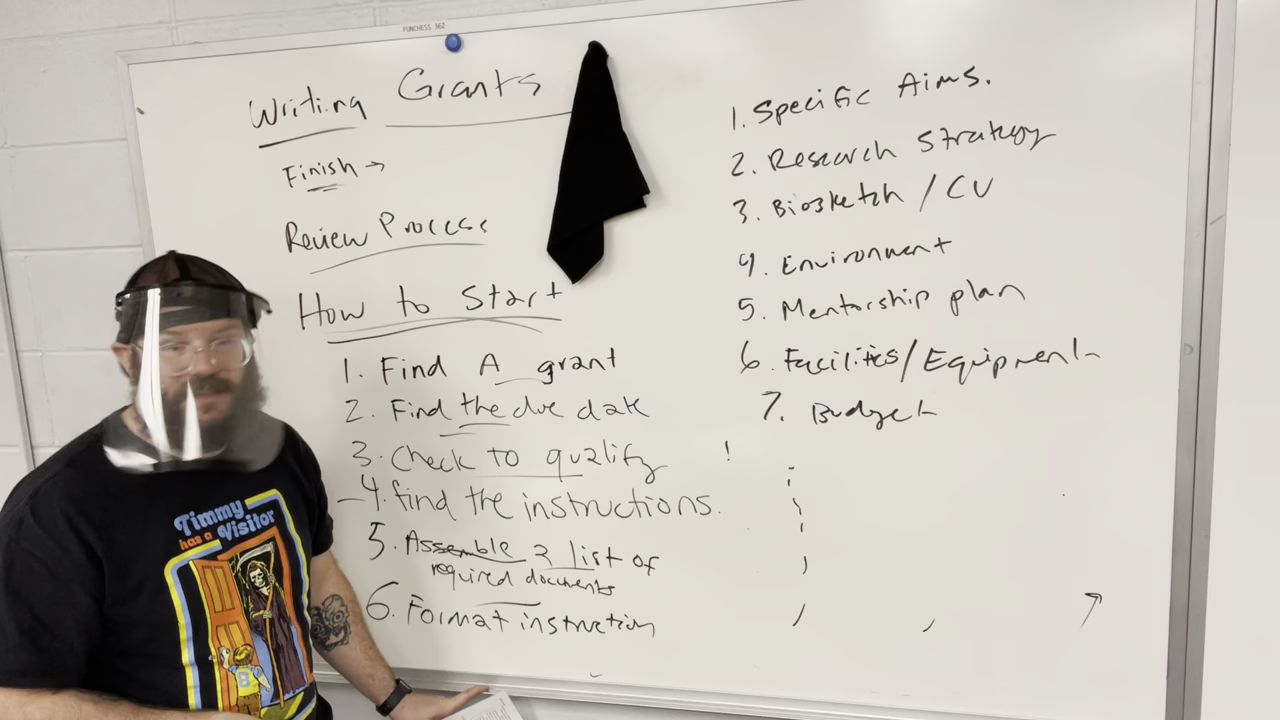 FUNCHESS 362
Writing Grants
Finish →
Review Process
How to Start
1. Find A grant
2. Find the due date
3. Check to qualify !
4. find the instructions.
5. Assemble a list of
required documents
6. Format instruction
1. Specific Aims.
2. Research Strategy
3. Biosketch / CV
4. Environment
5. Mentorship plan
6. Facilities/Equipment
7. Budget
Timmy
has a Visitor
8